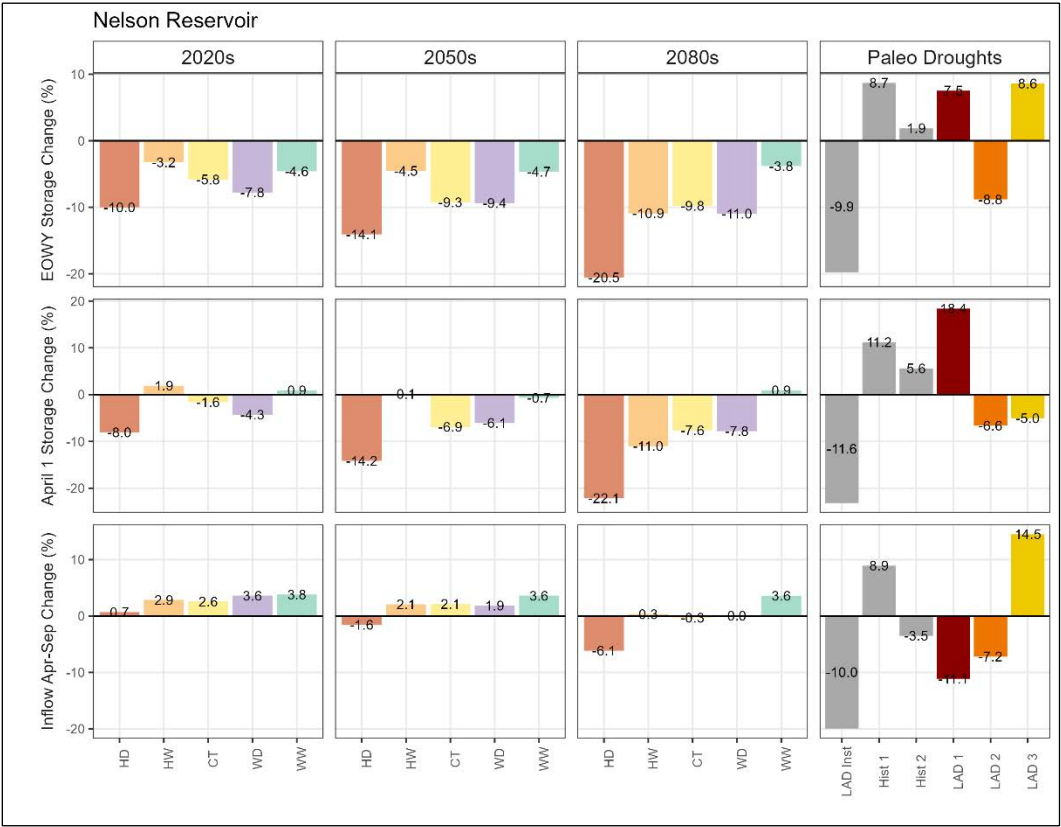 Nelson Reservoir
2020s 2050s 2080s Paleo Droughts
EOWY Storage Change (%)
10
0
-10
-20
-10.0 -3.2 -5.8 -7.8 -4.6
-14.1 -4.5 -9.3 -9.4 -4.7
-20.5 -10.9 -9.8 -11.0 -3.8
-9.9 8.7 1.9 7.5 -8.8 8.6
April 1 Storage Change (%)
20
10
0
-10
-20
-8.0 1.9 -1.6 -4.3 0.9
-14.2 0.1 -6.9 -6.1 -0.7
-22.1 -11.0 -7.6 -7.8 0.9
-11.6 11.2 5.6 18.4 -6.6 -5.0
Inflow Apr-Sep Change (%)
10
0
-10
-20
0.7 2.9 2.6 3.6 3.8
-1.6 2.1 2.1 1.9 3.6
-6.1 0.3 -0.3 0.0 3.6
-10.0 8.9 -3.5 -11.1 -7.2 14.5
HD HW CT WD WW
HD HW CT WD WW
HD HW CT WD WW
LAD Inst Hist 1 Hist 2 LAD 1 LAD 2 LAD 3